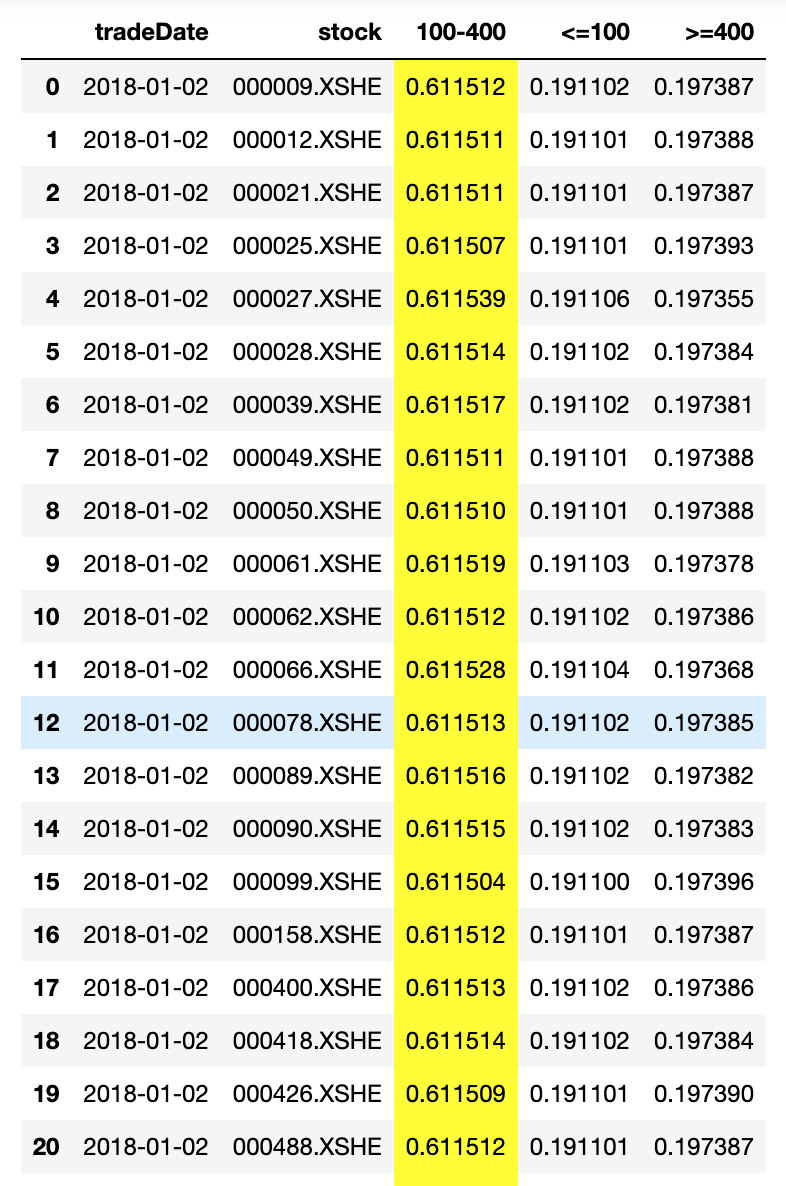 tradeDate stock 100-400 <=100 >=400
0 2018-01-02 000009.XSHE 0.611512 0.191102 0.197387
1 2018-01-02 000012.XSHE 0.611511 0.191101 0.197388
2 2018-01-02 000021.XSHE 0.611511 0.191101 0.197387
3 2018-01-02 000025.XSHE 0.611507 0.191101 0.197393
4 2018-01-02 000027.XSHE 0.611539 0.191106 0.197355
5 2018-01-02 000028.XSHE 0.611514 0.191102 0.197384
6 2018-01-02 000039.XSHE 0.611517 0.191102 0.197381
7 2018-01-02 000049.XSHE 0.611511 0.191101 0.197388
8 2018-01-02 000050.XSHE 0.611510 0.191101 0.197388
9 2018-01-02 000061.XSHE 0.611519 0.191103 0.197378
10 2018-01-02 000062.XSHE 0.611512 0.191102 0.197386
11 2018-01-02 000066.XSHE 0.611528 0.191104 0.197368
12 2018-01-02 000078.XSHE 0.611513 0.191102 0.197385
13 2018-01-02 000089.XSHE 0.611516 0.191102 0.197382
14 2018-01-02 000090.XSHE 0.611515 0.191102 0.197383
15 2018-01-02 000099.XSHE 0.611504 0.191100 0.197396
16 2018-01-02 000158.XSHE 0.611512 0.191101 0.197387
17 2018-01-02 000400.XSHE 0.611513 0.191102 0.197386
18 2018-01-02 000418.XSHE 0.611514 0.191102 0.197384
19 2018-01-02 000426.XSHE 0.611509 0.191101 0.197390
20 2018-01-02 000488.XSHE 0.611512 0.191101 0.197387